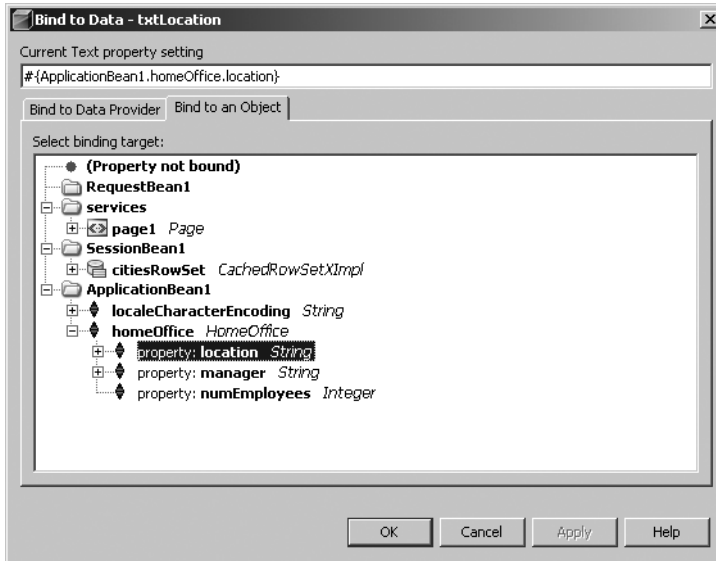 Bind to Data - txtLocation
Current Text property setting
#{ApplicationBean1.homeOffice.location}
Bind to Data Provider Bind to an Object
Select binding target:
(Property not bound)
RequestBean1
services
page1 Page
SessionBean1
citiesRowSet CachedRowSetXImpl
ApplicationBean1
localeCharacterEncoding String
homeOffice HomeOffice
property: location String
property: manager String
property: numEmployees Integer
OK Cancel Apply Help